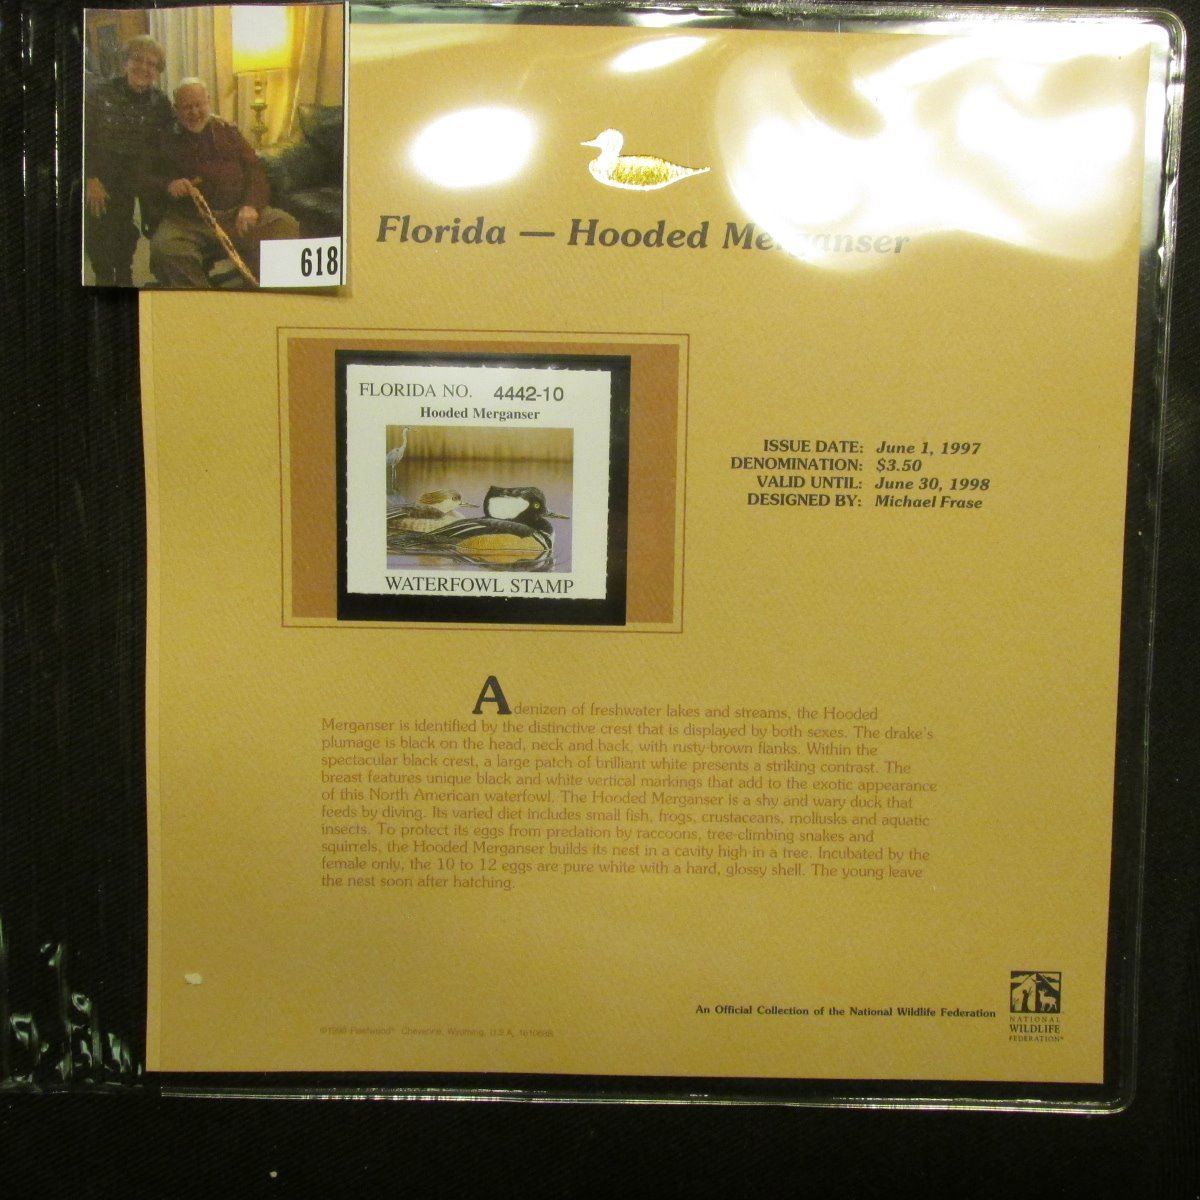 618
Florida — Hooded Merganser
FLORIDA NO. 4442-10
Hooded Merganser
WATERFOWL STAMP
ISSUE DATE: June 1, 1997
DENOMINATION: $3.50
VALID UNTIL: June 30, 1998
DESIGNED BY: Michael Frase
A denizen of freshwater lakes and streams, the Hooded
Merganser is identified by the distinctive crest that is displayed by both sexes. The drake's
plumage is black on the head, neck and back, with rusty-brown flanks. Within the
spectacular black crest, a large patch of brilliant white presents a striking contrast. The
breast features unique black and white vertical markings that add to the exotic appearance
of this North American waterfowl. The Hooded Merganser is a shy and wary duck that
feeds by diving. Its varied diet includes small fish, frogs, crustaceans, mollusks and aquatic
insects. To protect its eggs from predation by raccoons, tree-climbing snakes and
squirrels, the Hooded Merganser builds its nest in a cavity high in a tree. Incubated by the
female only, the 10 to 12 eggs are pure white with a hard, glossy shell. The young leave
the nest soon after hatching.
An Official Collection of the National Wildlife Federation
NATIONAL
WILDLIFE
FEDERATION®
Fleetwood® Cheyenne, Wyoming, U.S.A.